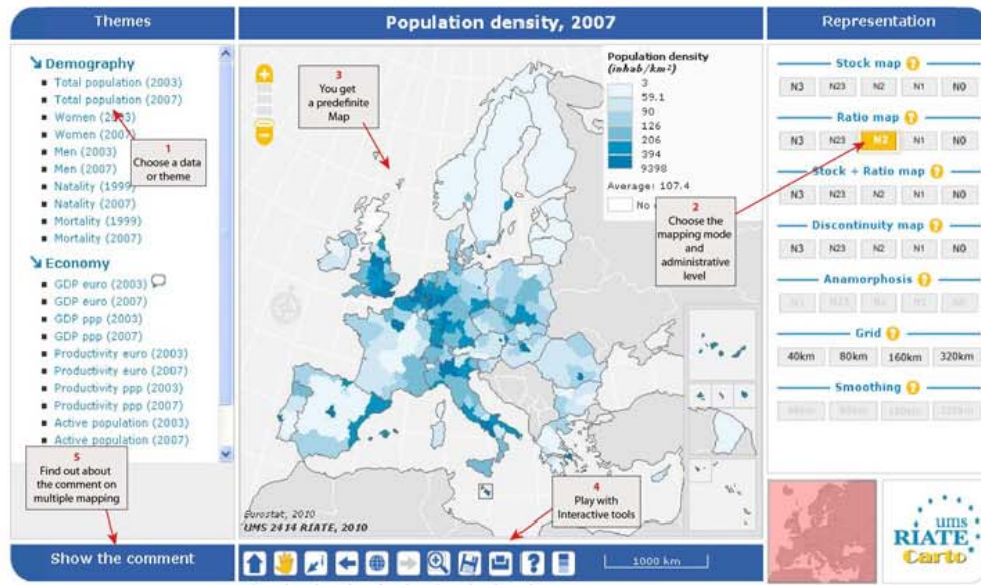 Themes
Population density, 2007
Representation
Demography
Total population (2003)
Total population (2007)
Women (2003)
Women (2007)
Men (2003)
Men (2007)
Natality (1999)
Natality (2007)
Mortality (1999)
Mortality (2007)
Economy
GDP euro (2003)
GDP euro (2007)
GDP ppp (2003)
GDP ppp (2007)
Productivity euro (2003)
Productivity euro (2007)
Productivity ppp (2003)
Productivity ppp (2007)
Active population (2003)
Active population (2007)
1
Choose a data
or theme
5
Find out about
the comment on
multiple mapping
Show the comment
3
You get
a predefinite
Map
Population density
(inhab/km²)
3
59.1
90
126
206
394
9398
Average: 107.4
No
2
Choose the
mapping mode
and
administrative
level
4
Play with
Interactive tools
Eurostat, 2010
UMS 2414 RIATE, 2010
1000 km
Stock map ?
N3 N23 N2 N1 N0
Ratio map ?
N3 N23 N2 N1 N0
Stock + Ratio map ?
N3 N23 N2 N1 N0
Discontinuity map ?
N3 N23 N2 N1 N0
Anamorphosis ?
N3 N23 N2 N1 N0
Grid ?
40km 80km 160km 320km
Smoothing ?
ums
RIATE
Carto